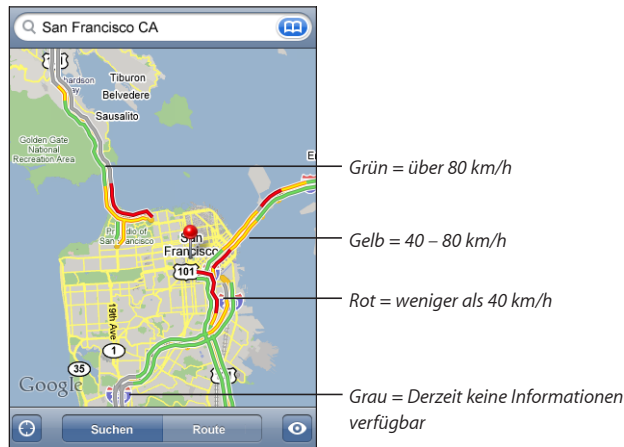 San Francisco CA
Tiburon
Belvedere
Sausalito
Golden Gate
National
Recreation Area
San
Francisco
101
19th Ave
1
35
Google
Suchen
Route
Grün = über 80 km/h
Gelb = 40 – 80 km/h
Rot = weniger als 40 km/h
Grau = Derzeit keine Informationen
verfügbar